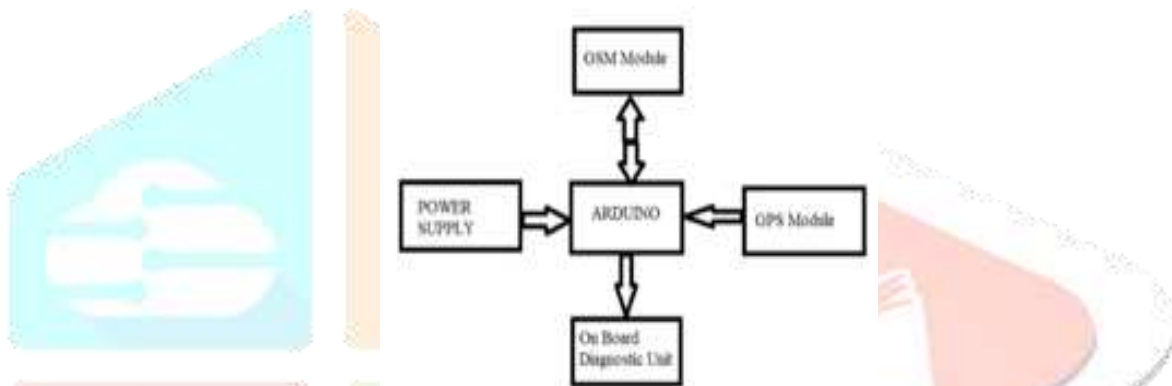 GSM Module
POWER
SUPPLY
ARDUINO
GPS Module
On Board
Diagnostic Unit